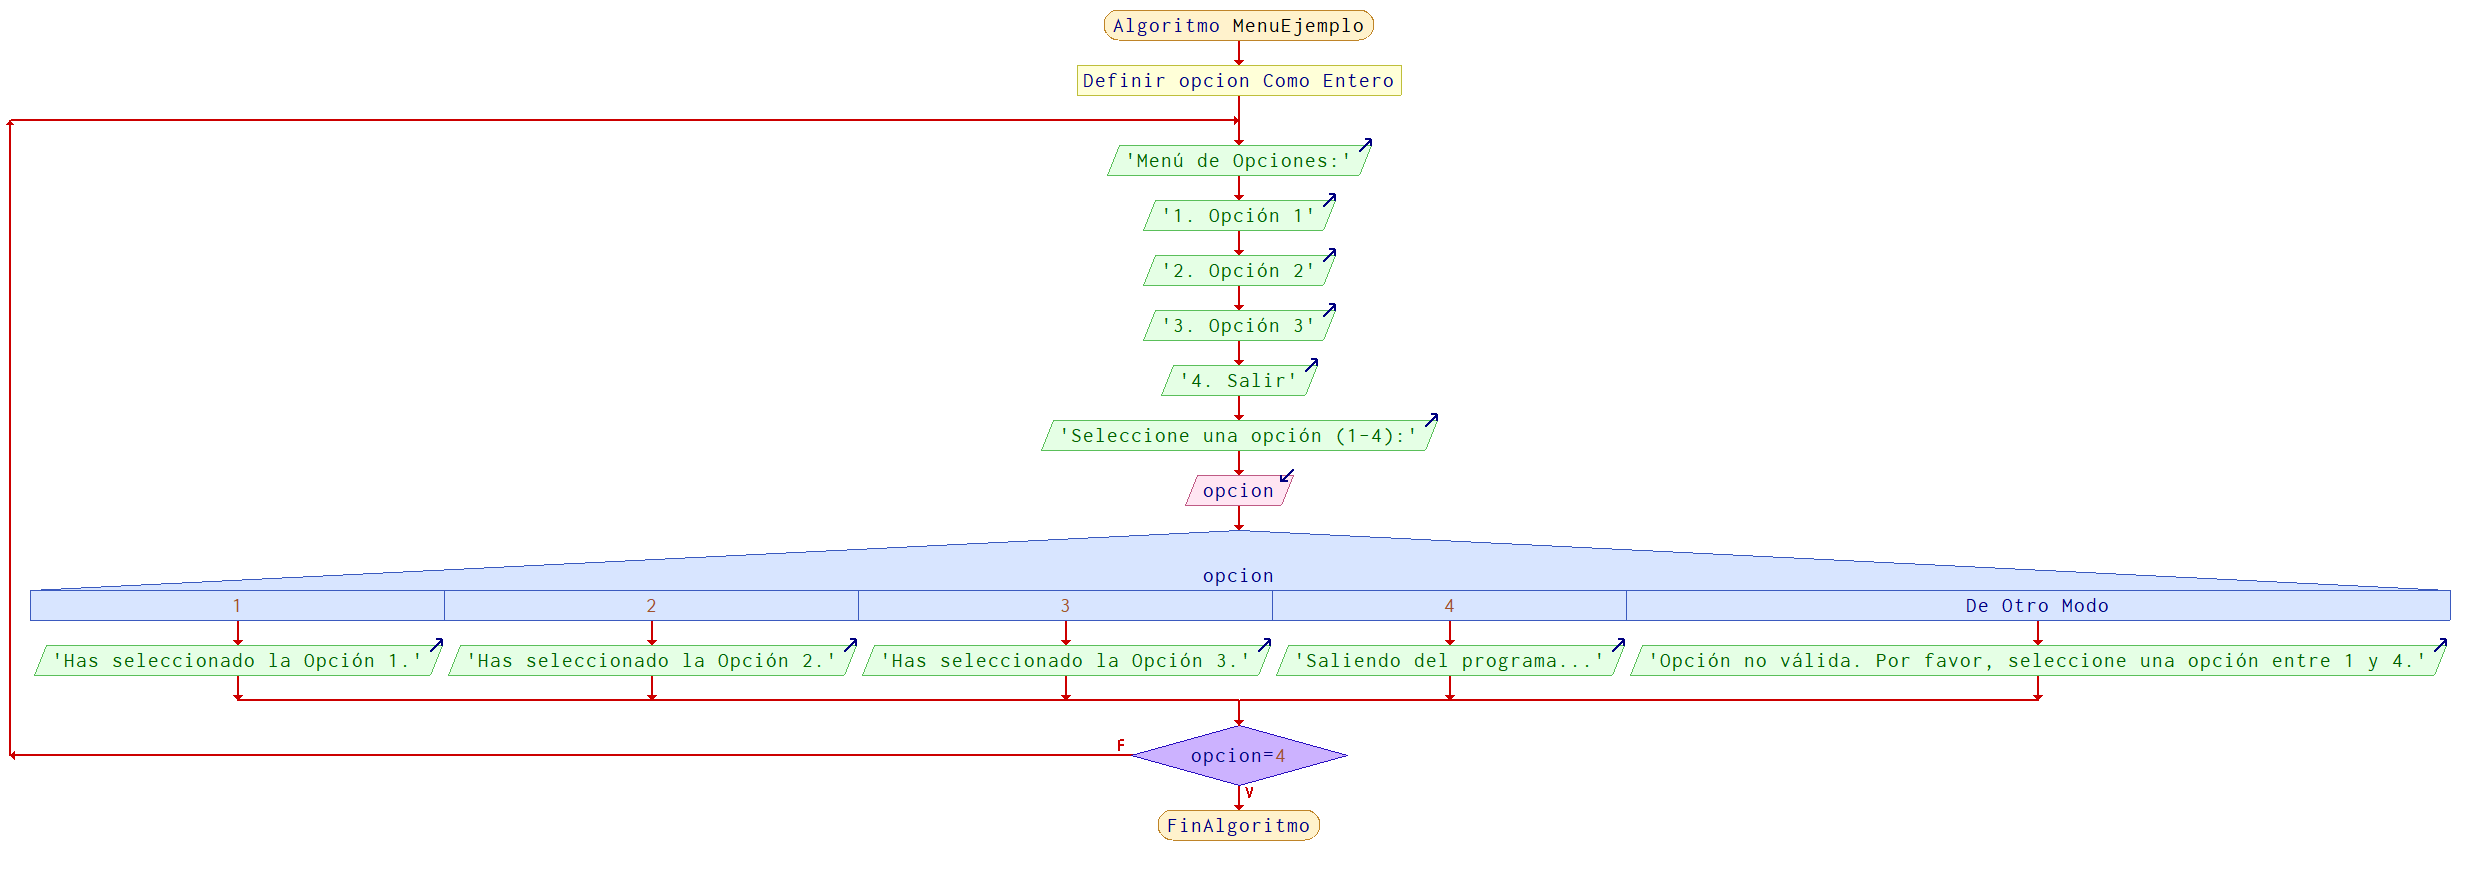 Algoritmo MenuEjemplo
Definir opcion Como Entero
'Menú de Opciones:'
'1. Opción 1'
'2. Opción 2'
'3. Opción 3'
'4. Salir'
'Seleccione una opción (1-4):'
opcion
opcion
1 2 3 4 De Otro Modo
'Has seleccionado la Opción 1.' 'Has seleccionado la Opción 2.' 'Has seleccionado la Opción 3.' 'Saliendo del programa...' 'Opción no válida. Por favor, seleccione una opción entre 1 y 4.'
F
opcion=4
V
FinAlgoritmo